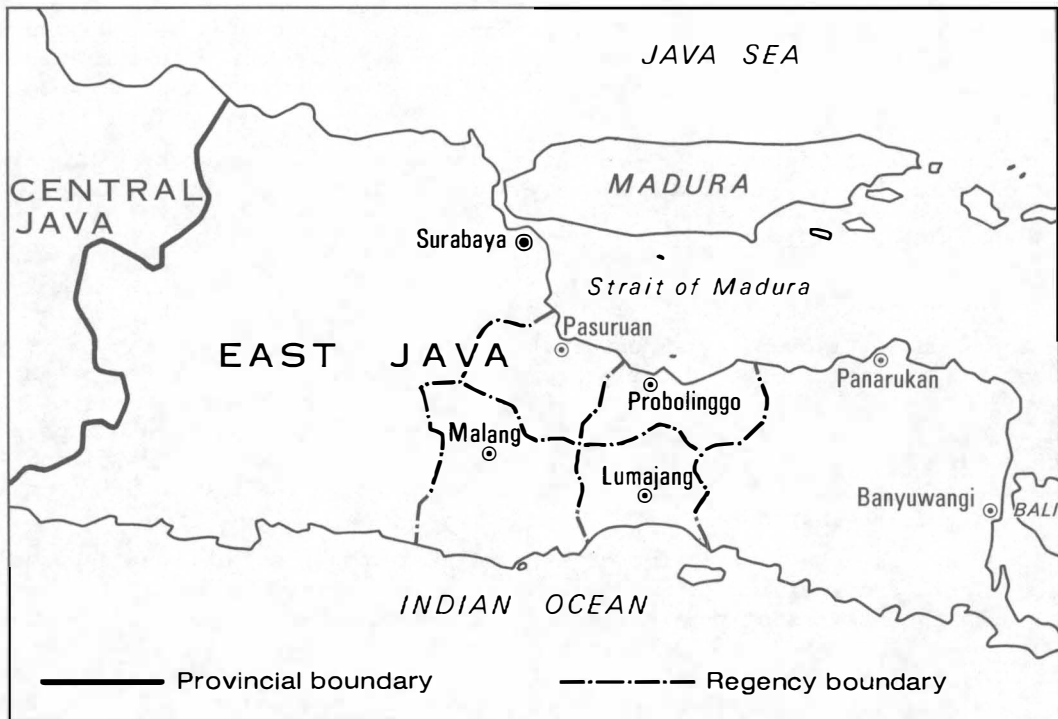 JAVA SEA
CENTRAL
JAVA
MADURA
Surabaya
Strait of Madura
Pasuruan
EAST JAVA
Panarukan
Probolinggo
Malang
Lumajang
Banyuwangi
BALI
INDIAN OCEAN
Provincial boundary
Regency boundary